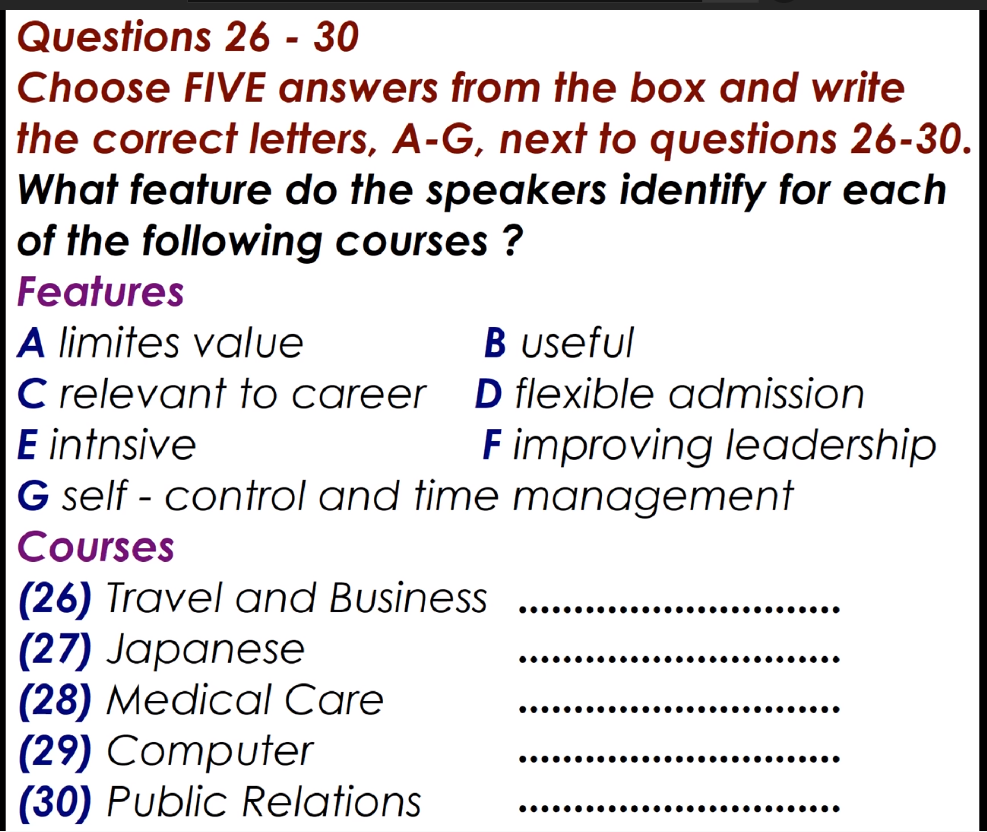 Questions 26 - 30
Choose FIVE answers from the box and write
the correct letters, A-G, next to questions 26-30.
What feature do the speakers identify for each
of the following courses ?
Features
A limites value B useful
C relevant to career D flexible admission
E intnsive F improving leadership
G self - control and time management
Courses
(26) Travel and Business ..............................
(27) Japanese ..............................
(28) Medical Care ..............................
(29) Computer ..............................
(30) Public Relations ..............................